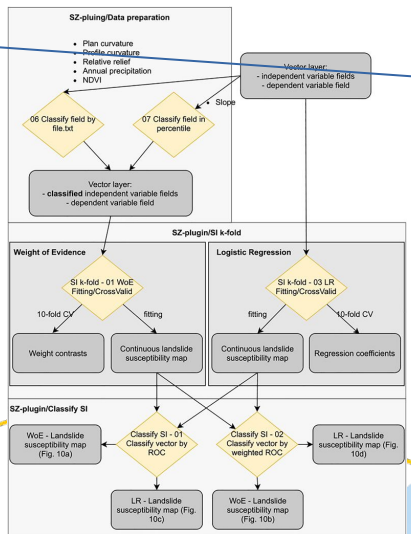 SZ-pluing/Data preparation
• Plan curvature
• Profile curvature
• Relative relief
• Annual precipitation
• NDVI
Vector layer:
- independent variable fields
- dependent variable field
• Slope
06 Classify field by
file.txt
07 Classify field in
percentile
Vector layer:
- classified independent variable fields
- dependent variable field
SZ-plugin/SI k-fold
Weight of Evidence
Logistic Regression
SI k-fold - 01 WoE
Fitting/CrossValid
SI k-fold - 03 LR
Fitting/CrossValid
10-fold CV
fitting
fitting
10-fold CV
Weight contrasts
Continuous landslide
susceptibility map
Continuous landslide
susceptibility map
Regression coefficients
SZ-plugin/Classify SI
WoE - Landslide
susceptibility map
(Fig. 10a)
Classify SI - 01
Classify vector by
ROC
Classify SI - 02
Classify vector by
weighted ROC
LR - Landslide
susceptibility map
(Fig. 10d)
LR - Landslide
susceptibility map (Fig.
10c)
WoE - Landslide
susceptibility map (Fig.
10b)